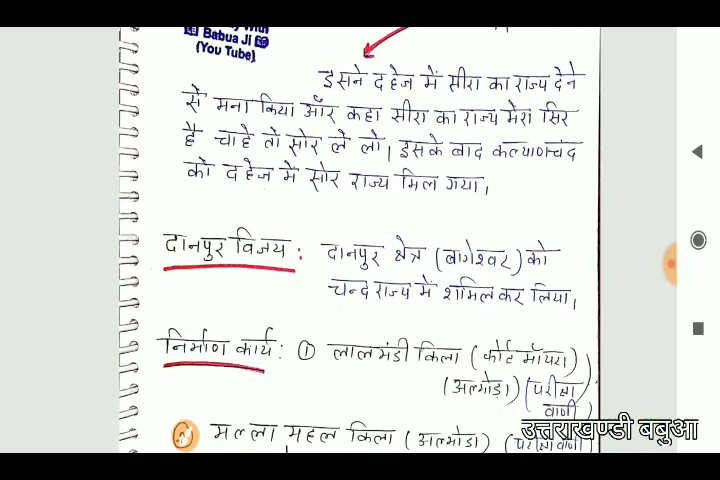 Babua Ji
(You Tube)
इसने दहेज में सीरा का राज्य देने
से मना किया और कहा सीरा का राज्य मेरा सिर
है चाहे तो सोर ले लो। इसके बाद कल्याणचंद
को दहेज में सोर राज्य मिल गया।
दानपुर विजय : दानपुर क्षेत्र (बागेश्वर) को
चन्द राज्य में शामिल कर लिया।
निर्माण कार्य : ① लालमंडी किला (फोर्ट मॉयरा)
(अल्मोड़ा) (परीक्षा
वाणी)
② मल्ला महल किला (अल्मोडा) (परीक्षावाणी
उत्तराखण्डी बबुआ